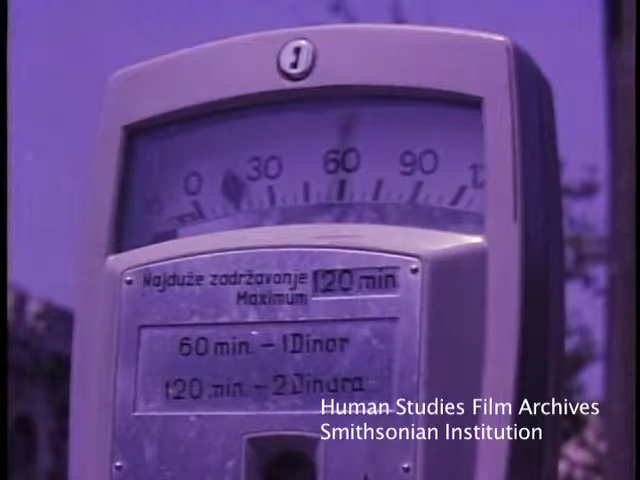 0 30 60 90 12
Najduže zadržavanje 120 min
Maximum
60 min. - 1 Dinar
120 min. - 2 Dinara
Human Studies Film Archives
Smithsonian Institution